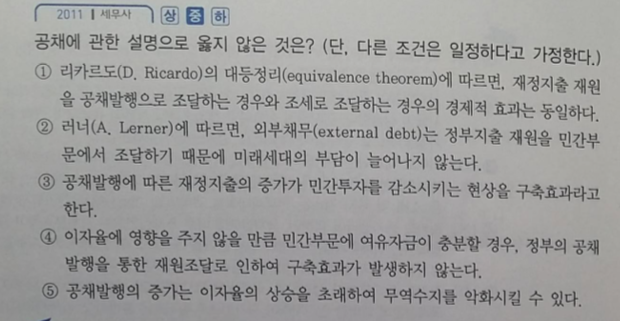 2011 | 세무사 상 중 하
공채에 관한 설명으로 옳지 않은 것은? (단, 다른 조건은 일정하다고 가정한다.)
① 리카르도(D. Ricardo)의 대등정리(equivalence theorem)에 따르면, 재정지출 재원
을 공채발행으로 조달하는 경우와 조세로 조달하는 경우의 경제적 효과는 동일하다.
② 러너(A. Lerner)에 따르면, 외부채무(external debt)는 정부지출 재원을 민간부
문에서 조달하기 때문에 미래세대의 부담이 늘어나지 않는다.
③ 공채발행에 따른 재정지출의 증가가 민간투자를 감소시키는 현상을 구축효과라고
한다.
④ 이자율에 영향을 주지 않을 만큼 민간부문에 여유자금이 충분할 경우, 정부의 공채
발행을 통한 재원조달로 인하여 구축효과가 발생하지 않는다.
⑤ 공채발행의 증가는 이자율의 상승을 초래하여 무역수지를 악화시킬 수 있다.